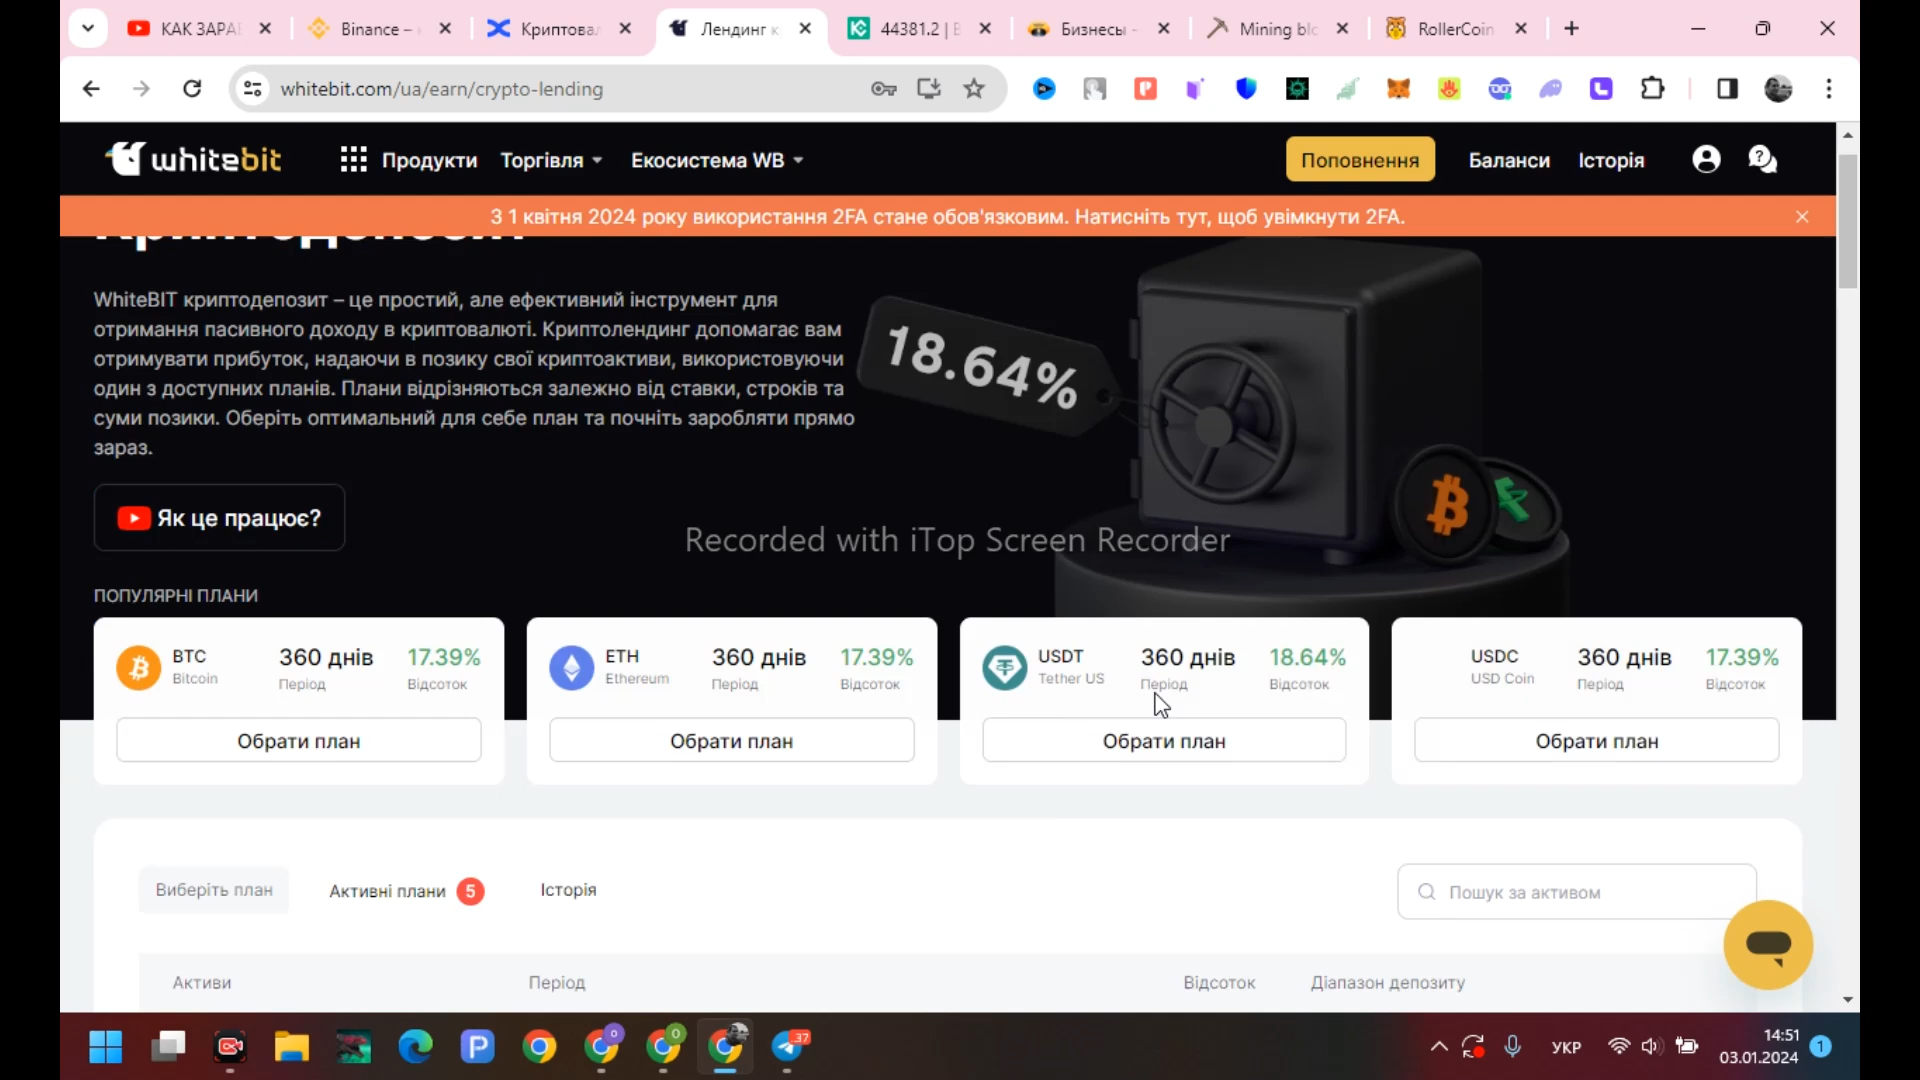 КАК ЗАРА
Binance –
Криптова
Лендинг к
44381.2 | B
Бизнесы -
Mining blo
RollerCoin
whitebit.com/ua/earn/crypto-lending
whitebit
Продукти
Торгівля
Екосистема WB
Поповнення
Баланси
Історія
З 1 квітня 2024 року використання 2FA стане обов'язковим. Натисніть тут, щоб увімкнути 2FA.
WhiteBIT криптодепозит – це простий, але ефективний інструмент для
отримання пасивного доходу в криптовалюті. Криптолендинг допомагає вам
отримувати прибуток, надаючи в позику свої криптоактиви, використовуючи
один з доступних планів. Плани відрізняються залежно від ставки, строків та
суми позики. Оберіть оптимальний для себе план та почніть заробляти прямо
зараз.
18.64%
Як це працює?
Recorded with iTop Screen Recorder
ПОПУЛЯРНІ ПЛАНИ
BTC
Bitcoin
360 днів
Період
17.39%
Відсоток
Обрати план
ETH
Ethereum
360 днів
Період
17.39%
Відсоток
Обрати план
USDT
Tether US
360 днів
Період
18.64%
Відсоток
Обрати план
USDC
USD Coin
360 днів
Період
17.39%
Відсоток
Обрати план
Виберіть план
Активні плани 5
Історія
Пошук за активом
Активи
Період
Відсоток
Діапазон депозиту
37
УКР
14:51
03.01.2024
1